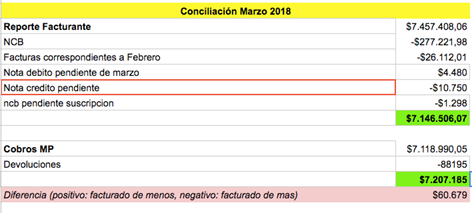 Conciliación Marzo 2018
Reporte Facturante $7.457.408,06
NCB -$277.221,98
Facturas correspondientes a Febrero -$26.112,01
Nota debito pendiente de marzo $4.480
Nota credito pendiente -$10.750
ncb pendiente suscripcion -$1.298
$7.146.506,07
Cobros MP $7.118.990,05
Devoluciones -88195
$7.207.185
Diferencia (positivo: facturado de menos, negativo: facturado de mas) $60.679